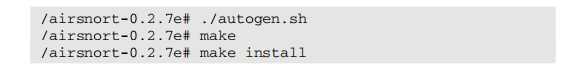 /airsnort-0.2.7e# ./autogen.sh
/airsnort-0.2.7e# make
/airsnort-0.2.7e# make install